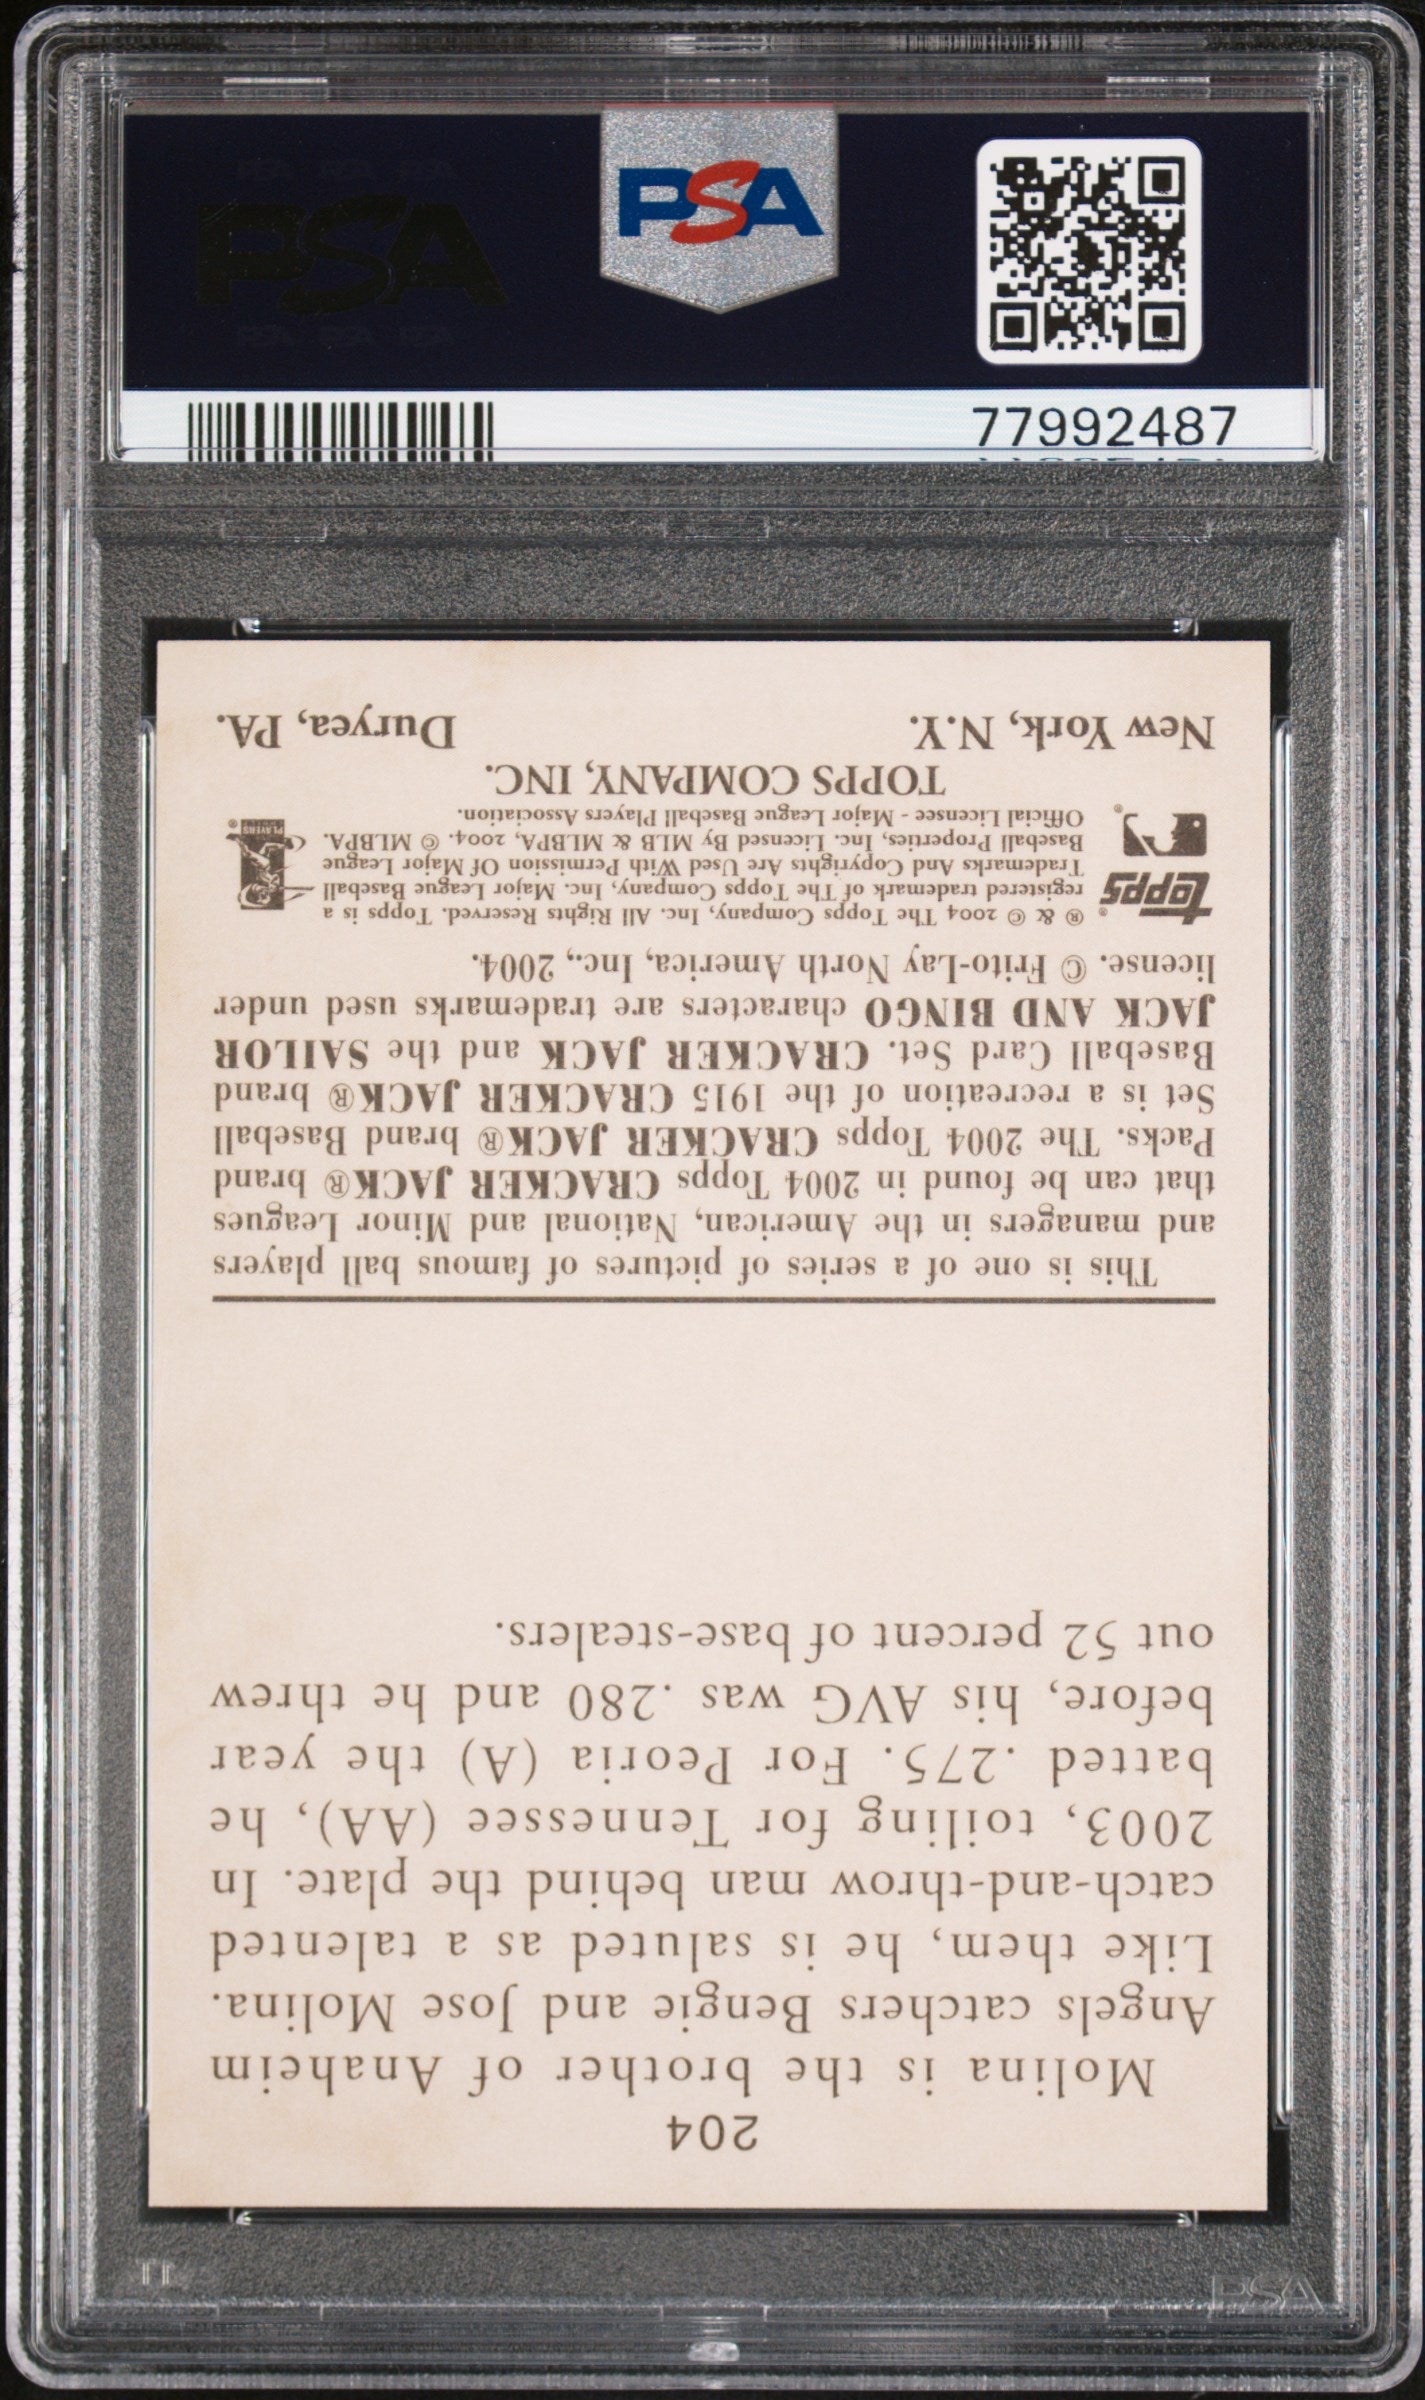 PSA
77992487
204
Molina is the brother of Anaheim
Angels catchers Bengie and Jose Molina.
Like them, he is saluted as a talented
catch-and-throw man behind the plate. In
2003, toiling for Tennessee (AA), he
batted .275. For Peoria (A) the year
before, his AVG was .280 and he threw
out 52 percent of base-stealers.
This is one of a series of pictures of famous ball players
and managers in the American, National and Minor Leagues
that can be found in 2004 Topps CRACKER JACK® brand
Packs. The 2004 Topps CRACKER JACK® brand Baseball
Set is a recreation of the 1915 CRACKER JACK® brand
Baseball Card Set. CRACKER JACK and the SAILOR
JACK AND BINGO characters are trademarks used under
license. © Frito-Lay North America, Inc., 2004.
topps®
® & © 2004 The Topps Company, Inc. All Rights Reserved. Topps is a
registered trademark of The Topps Company, Inc. Major League Baseball
Trademarks And Copyrights Are Used With Permission Of Major League
Baseball Properties, Inc. Licensed By MLB & MLBPA, 2004. © MLBPA.
Official Licensee - Major League Baseball Players Association.
PLAYERS
TOPPS COMPANY, INC.
New York, N.Y. Duryea, PA.
PSA
PSA